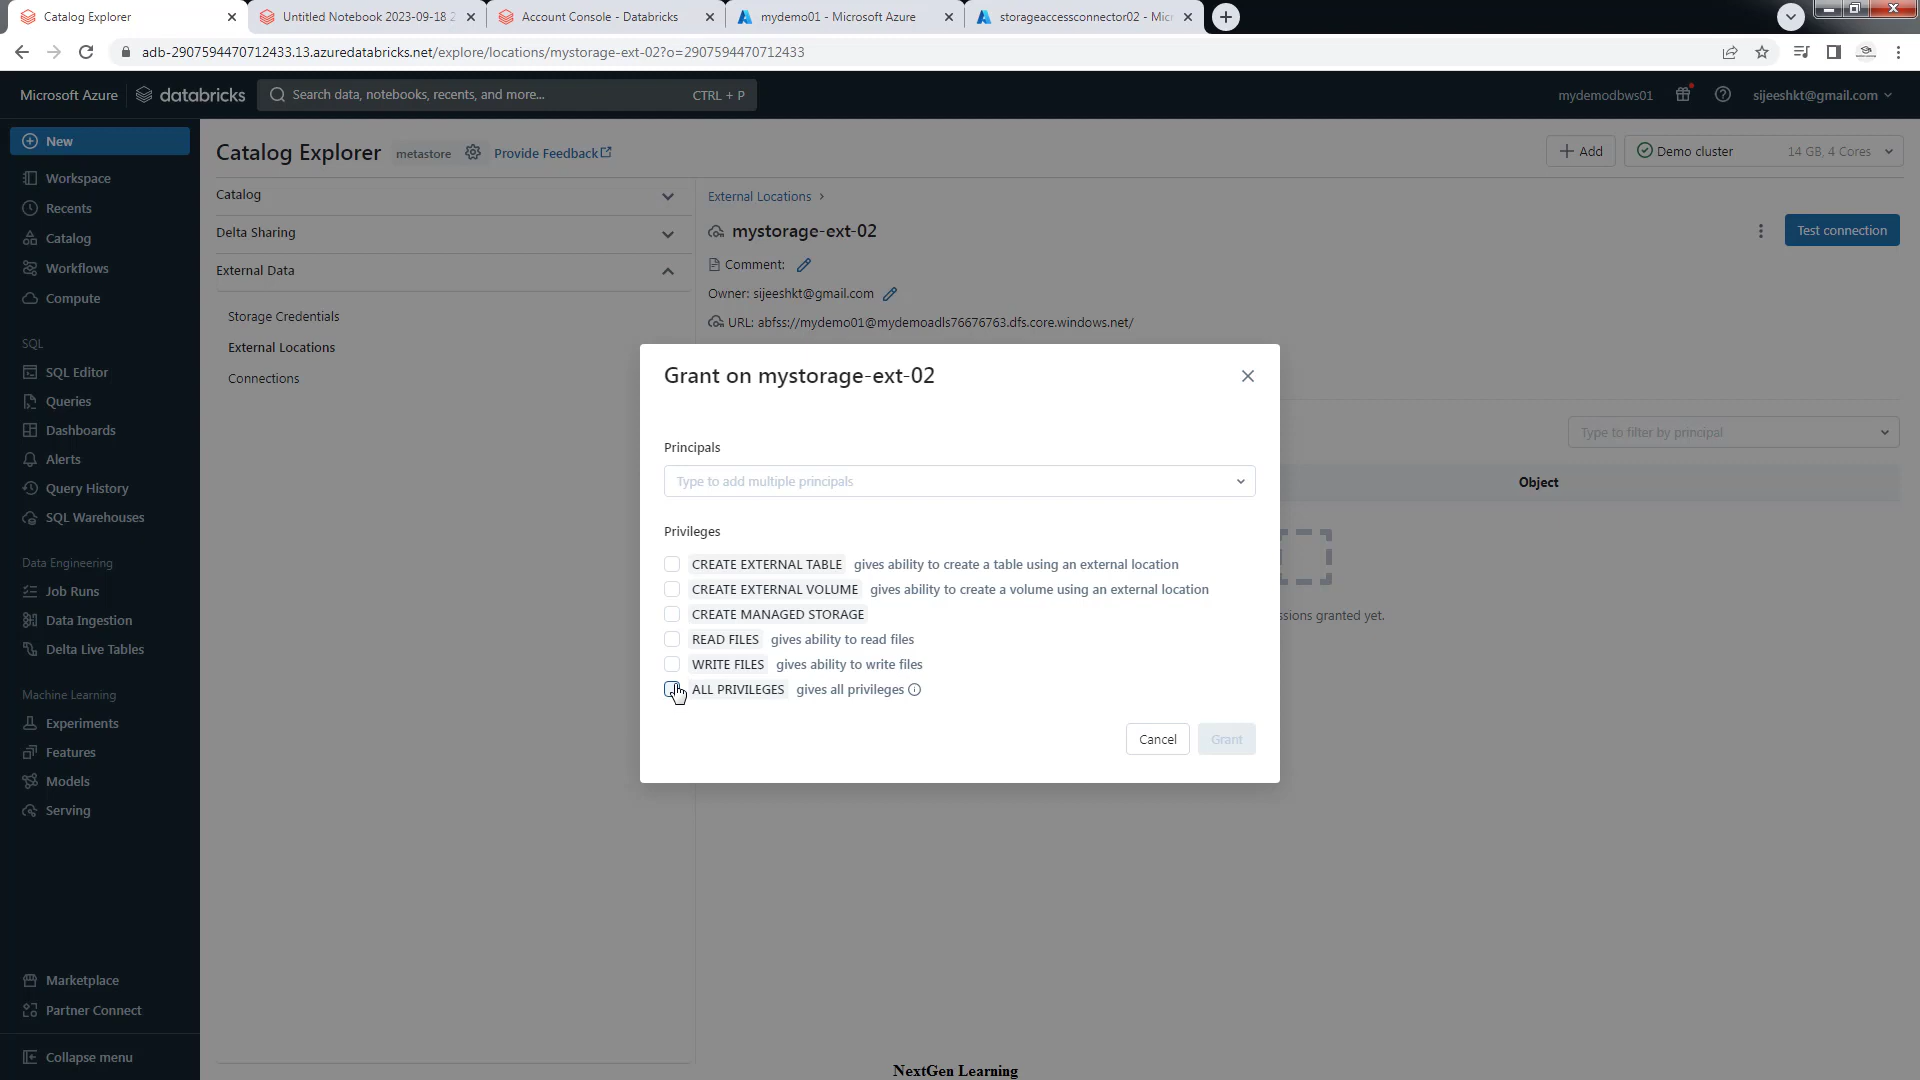 Catalog Explorer
Untitled Notebook 2023-09-18 2
Account Console - Databricks
mydemo01 - Microsoft Azure
storageaccessconnector02 - Mic
adb-2907594470712433.13.azuredatabricks.net/explore/locations/mystorage-ext-02?o=2907594470712433
Microsoft Azure
databricks
Search data, notebooks, recents, and more...
CTRL + P
mydemodbws01
sijeeshkt@gmail.com
New
Workspace
Recents
Catalog
Workflows
Compute
SQL
SQL Editor
Queries
Dashboards
Alerts
Query History
SQL Warehouses
Data Engineering
Job Runs
Data Ingestion
Delta Live Tables
Machine Learning
Experiments
Features
Models
Serving
Marketplace
Partner Connect
Collapse menu
Catalog Explorer
metastore
Provide Feedback
Add
Demo cluster
14 GB, 4 Cores
Catalog
Delta Sharing
External Data
Storage Credentials
External Locations
Connections
External Locations
mystorage-ext-02
Test connection
Comment:
Owner: sijeeshkt@gmail.com
URL: abfss://mydemo01@mydemoadls76676763.dfs.core.windows.net/
Type to filter by principal
Object
sions granted yet.
Grant on mystorage-ext-02
Principals
Type to add multiple principals
Privileges
CREATE EXTERNAL TABLE gives ability to create a table using an external location
CREATE EXTERNAL VOLUME gives ability to create a volume using an external location
CREATE MANAGED STORAGE
READ FILES gives ability to read files
WRITE FILES gives ability to write files
ALL PRIVILEGES gives all privileges
Cancel
Grant
NextGen Learning